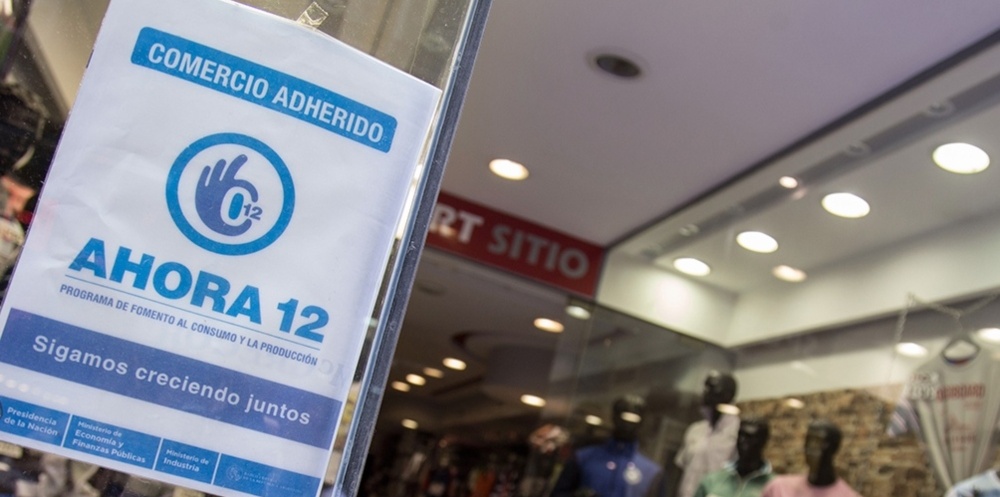 COMERCIO ADHERIDO
12
AHORA 12
PROGRAMA DE FOMENTO AL CONSUMO Y LA PRODUCCIÓN
Sigamos creciendo juntos
Presidencia
de la Nación
Ministerio de
Economía y
Finanzas Públicas
Ministerio de
Industria
RT SITIO